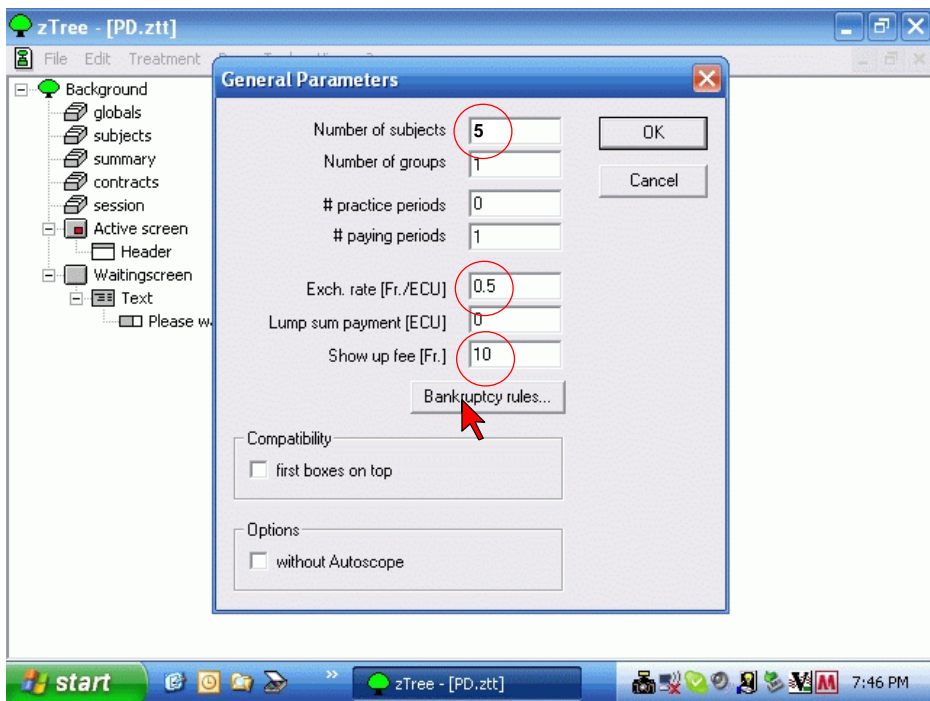 zTree - [PD.ztt]
File Edit Treatment
Background
globals
subjects
summary
contracts
session
Active screen
Header
Waitingscreen
Text
Please w
General Parameters
Number of subjects 5
Number of groups 1
# practice periods 0
# paying periods 1
Exch. rate [Fr./ECU] 0.5
Lump sum payment [ECU] 0
Show up fee [Fr.] 10
Bankruptcy rules...
OK
Cancel
Compatibility
first boxes on top
Options
without Autoscope
start
zTree - [PD.ztt]
7:46 PM